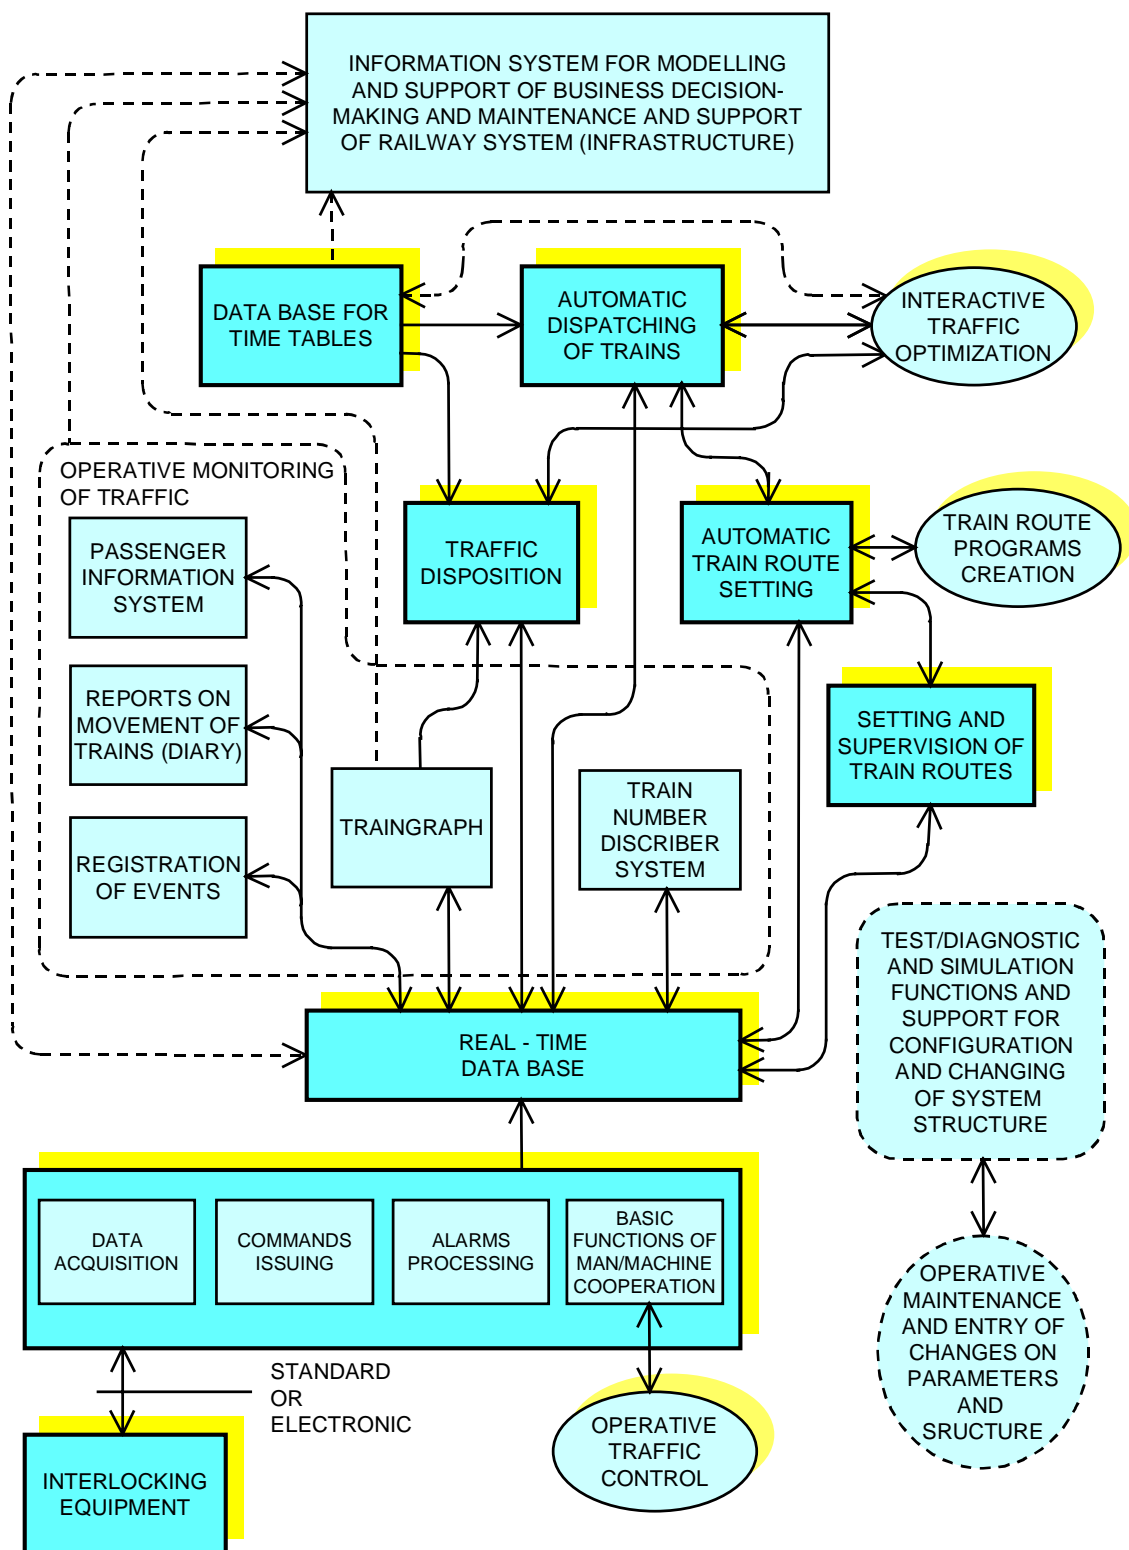 INFORMATION SYSTEM FOR MODELLING
AND SUPPORT OF BUSINESS DECISION-
MAKING AND MAINTENANCE AND SUPPORT
OF RAILWAY SYSTEM (INFRASTRUCTURE)
DATA BASE FOR
TIME TABLES
AUTOMATIC
DISPATCHING
OF TRAINS
INTERACTIVE
TRAFFIC
OPTIMIZATION
OPERATIVE MONITORING
OF TRAFFIC
PASSENGER
INFORMATION
SYSTEM
TRAFFIC
DISPOSITION
AUTOMATIC
TRAIN ROUTE
SETTING
TRAIN ROUTE
PROGRAMS
CREATION
REPORTS ON
MOVEMENT OF
TRAINS (DIARY)
SETTING AND
SUPERVISION OF
TRAIN ROUTES
TRAINGRAPH
TRAIN
NUMBER
DISCRIBER
SYSTEM
REGISTRATION
OF EVENTS
TEST/DIAGNOSTIC
AND SIMULATION
FUNCTIONS AND
SUPPORT FOR
CONFIGURATION
AND CHANGING
OF SYSTEM
STRUCTURE
REAL - TIME
DATA BASE
DATA
ACQUISITION
COMMANDS
ISSUING
ALARMS
PROCESSING
BASIC
FUNCTIONS OF
MAN/MACHINE
COOPERATION
OPERATIVE
MAINTENANCE
AND ENTRY OF
CHANGES ON
PARAMETERS
AND
SRUCTURE
STANDARD
OR
ELECTRONIC
OPERATIVE
TRAFFIC
CONTROL
INTERLOCKING
EQUIPMENT